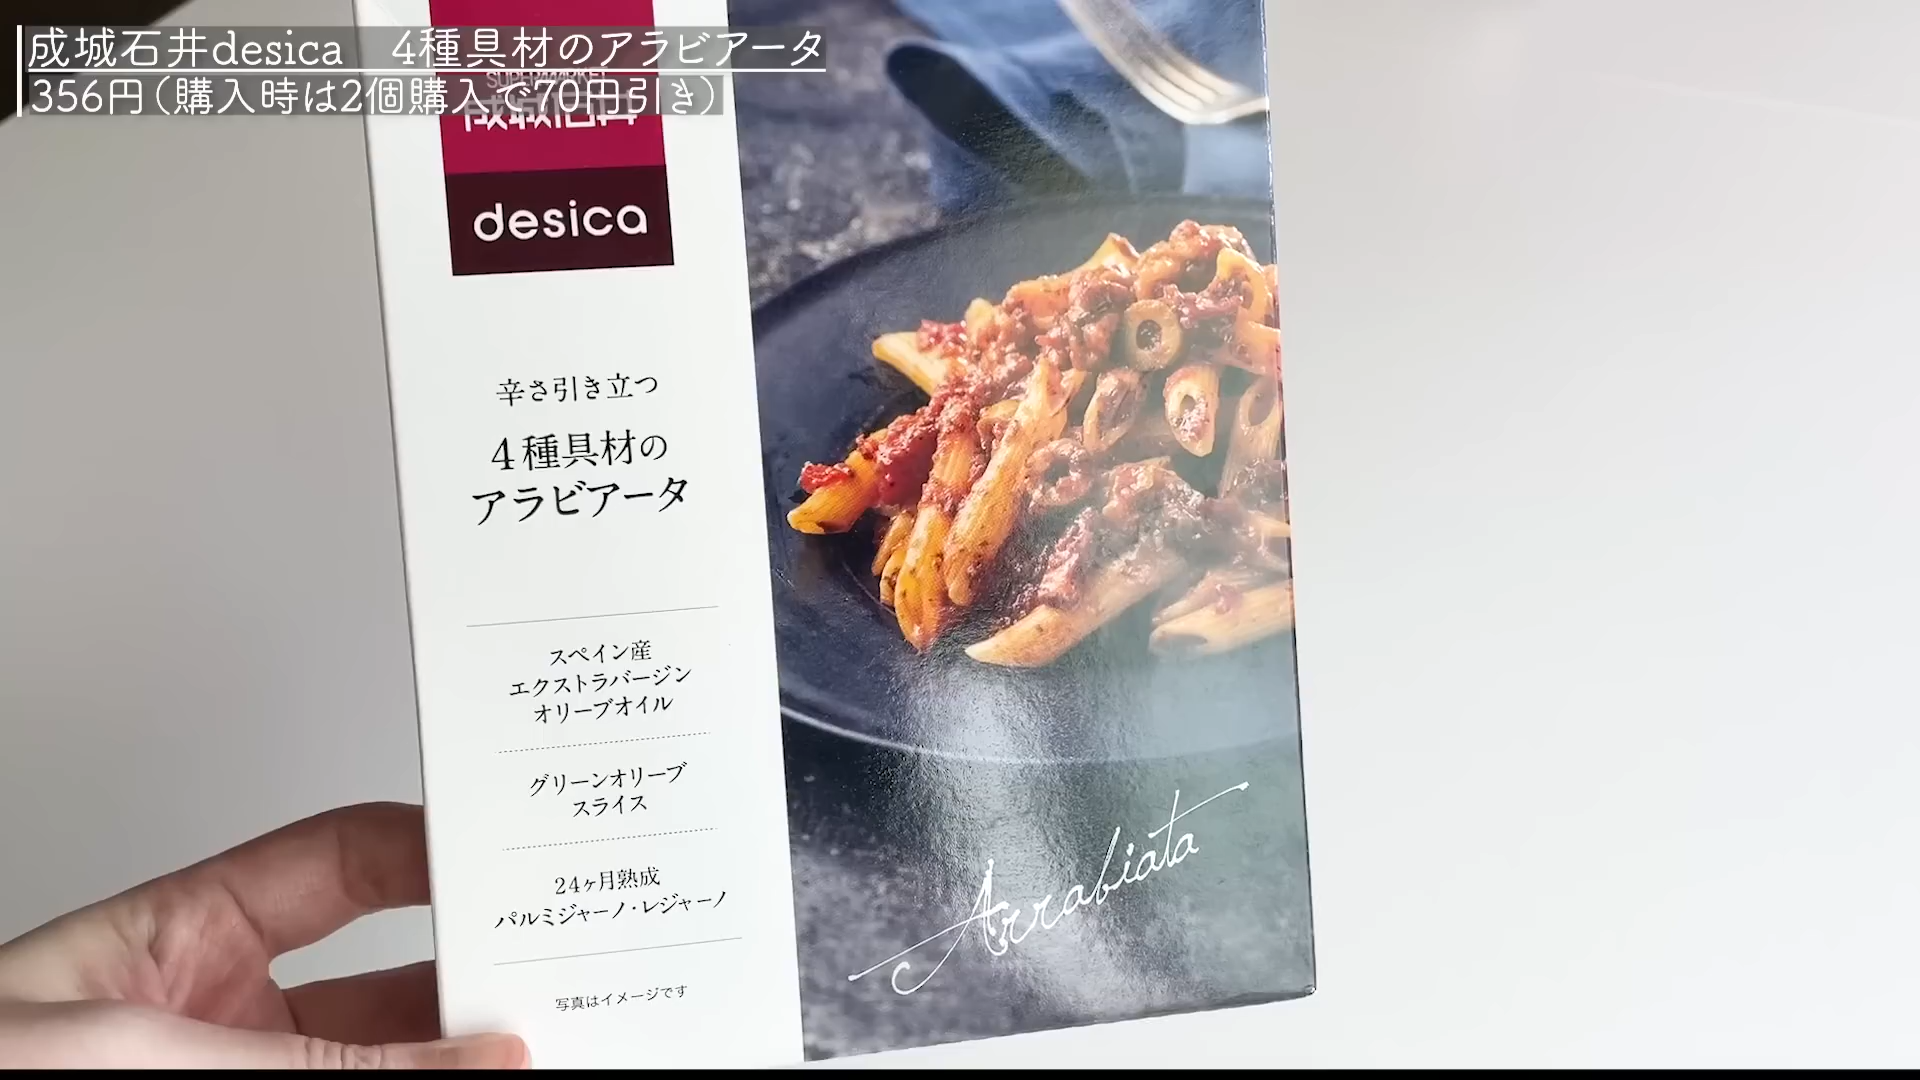 成城石井desica 4種具材のアラビアータ
356円(購入時は2個購入で70円引き)
SUPERMARKET
成城石井
desica
辛さ引き立つ
4種具材の
アラビアータ
スペイン産
エクストラバージン
オリーブオイル
グリーンオリーブ
スライス
24ヶ月熟成
パルミジャーノ・レジャーノ
写真はイメージです
Arrabiata